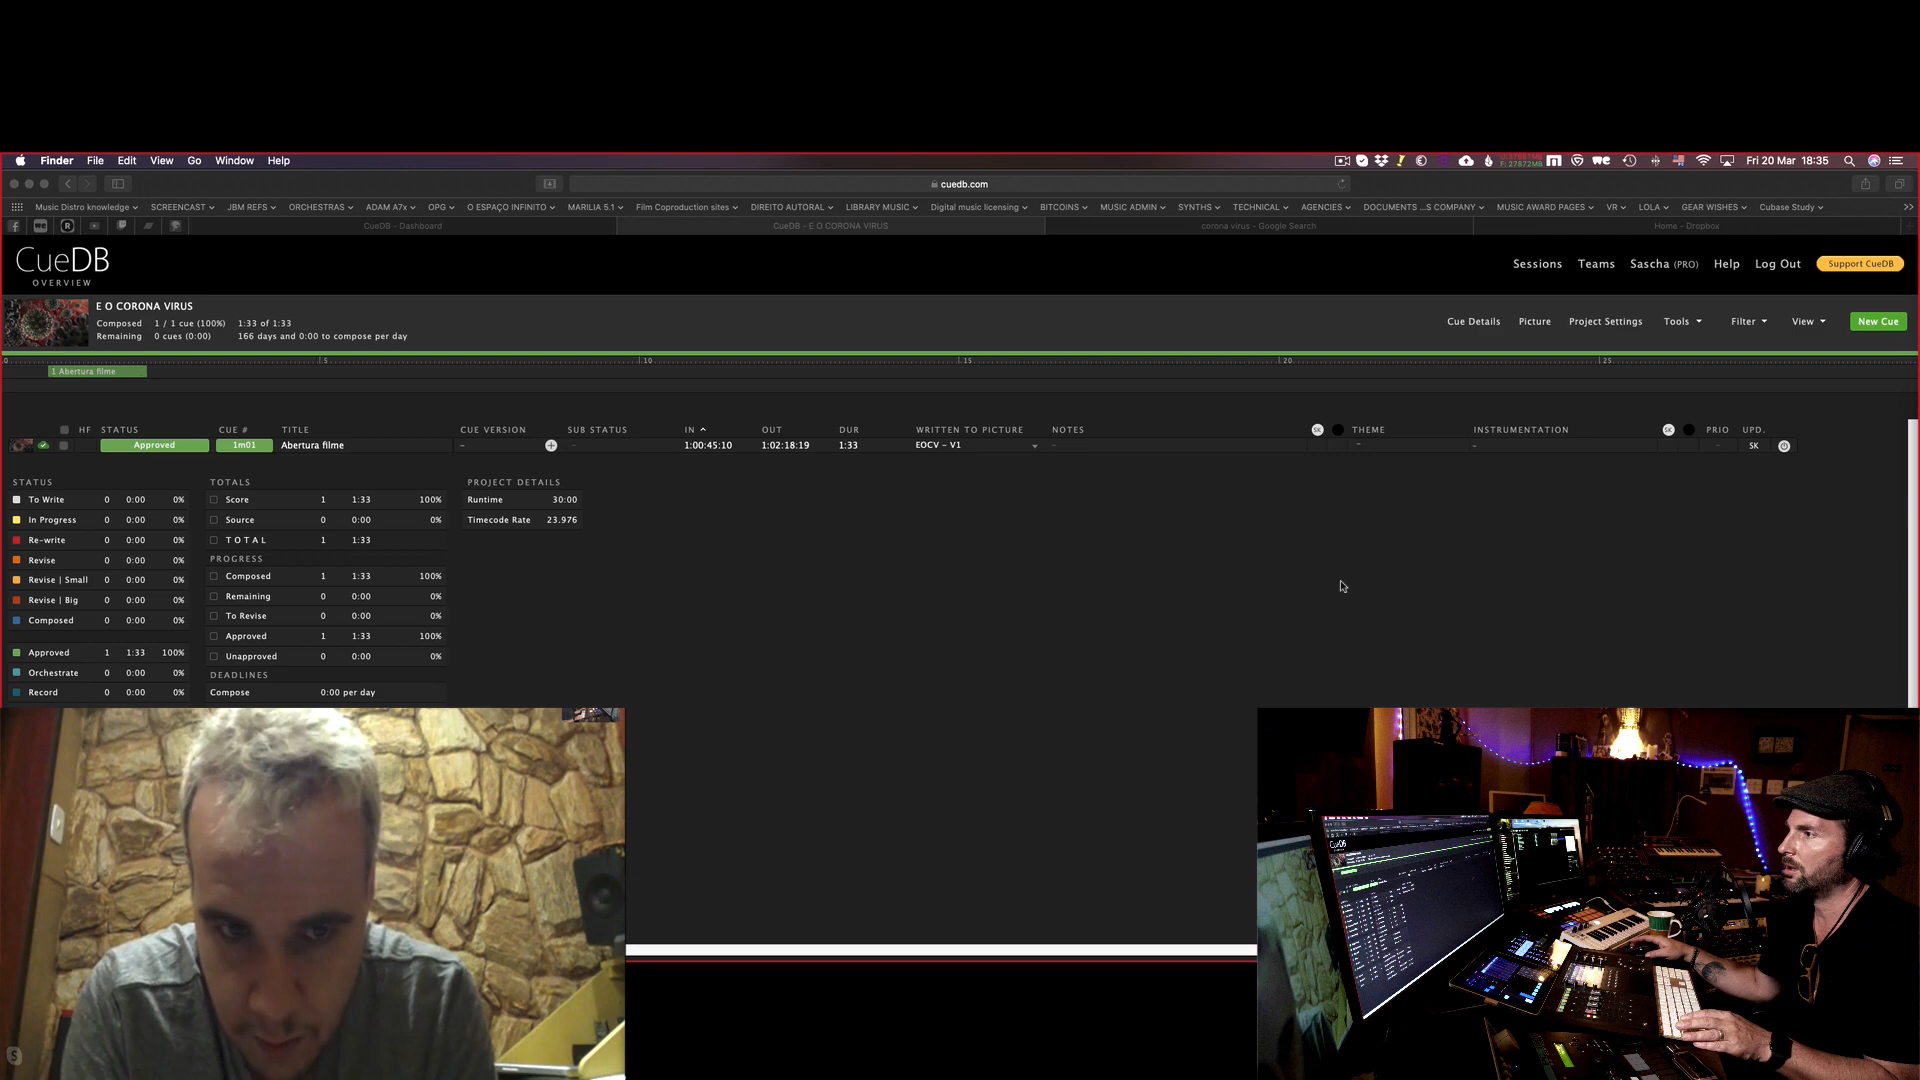 Finder File Edit View Go Window Help
Fri 20 Mar 18:35
cuedb.com
Music Distro knowledge SCREENCAST JBM REFS ORCHESTRAS ADAM A7x OPG O ESPAÇO INFINITO MARILIA 5.1 Film Coproduction sites DIREITO AUTORAL LIBRARY MUSIC Digital music licensing BITCOINS MUSIC ADMIN SYNTHS TECHNICAL AGENCIES DOCUMENTS ...S COMPANY MUSIC AWARD PAGES VR LOLA GEAR WISHES Cubase Study >>
CueDB - Dashboard CueDB - E O CORONA VIRUS corona virus - Google Search Home - Dropbox
CueDB
OVERVIEW
Sessions Teams Sascha (PRO) Help Log Out Support CueDB
E O CORONA VIRUS
Composed 1 / 1 cue (100%) 1:33 of 1:33
Remaining 0 cues (0:00) 166 days and 0:00 to compose per day
Cue Details Picture Project Settings Tools Filter View New Cue
0 5 10 15 20 25
1 Abertura filme
HF STATUS CUE # TITLE CUE VERSION SUB STATUS IN OUT DUR WRITTEN TO PICTURE NOTES SK THEME INSTRUMENTATION SK PRIO UPD.
Approved 1m01 Abertura filme – + – 1:00:45:10 1:02:18:19 1:33 EOCV – V1 – – – – SK
STATUS
To Write 0 0:00 0%
In Progress 0 0:00 0%
Re-write 0 0:00 0%
Revise 0 0:00 0%
Revise | Small 0 0:00 0%
Revise | Big 0 0:00 0%
Composed 0 0:00 0%
Approved 1 1:33 100%
Orchestrate 0 0:00 0%
Record 0 0:00 0%
TOTALS
Score 1 1:33 100%
Source 0 0:00 0%
TOTAL 1 1:33
PROGRESS
Composed 1 1:33 100%
Remaining 0 0:00 0%
To Revise 0 0:00 0%
Approved 1 1:33 100%
Unapproved 0 0:00 0%
DEADLINES
Compose 0:00 per day
PROJECT DETAILS
Runtime 30:00
Timecode Rate 23.976
CueDB